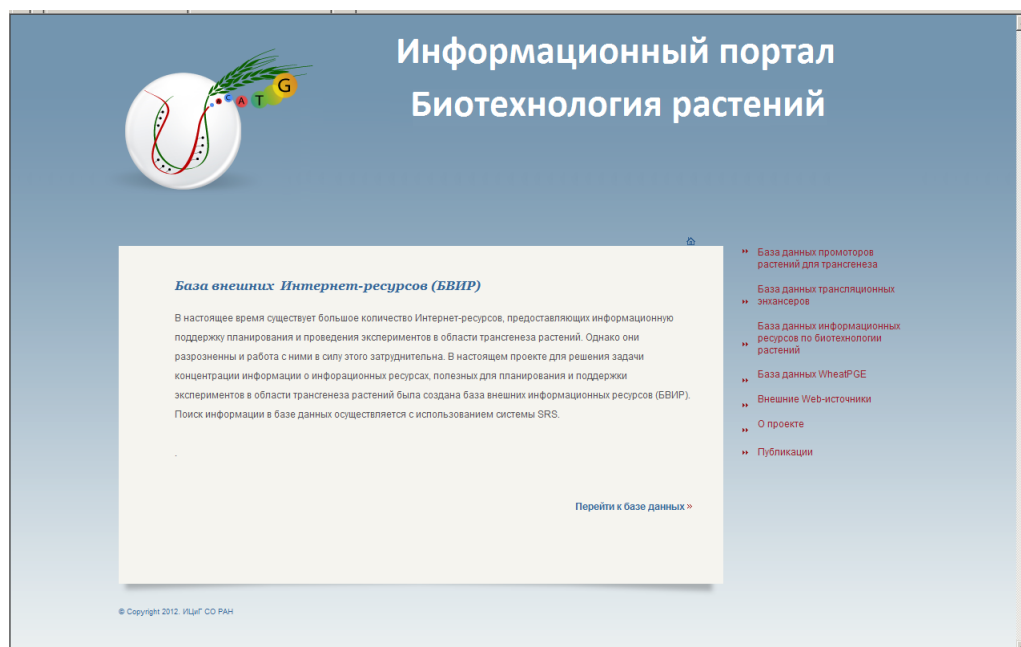 Информационный портал
Биотехнология растений
C A T G
База внешних Интернет-ресурсов (БВИР)
В настоящее время существует большое количество Интернет-ресурсов, предоставляющих информационную
поддержку планирования и проведения экспериментов в области трансгенеза растений. Однако они
разрозненны и работа с ними в силу этого затруднительна. В настоящем проекте для решения задачи
концентрации информации о инфорационных ресурсах, полезных для планирования и поддержки
экспериментов в области трансгенеза растений была создана база внешних информационных ресурсов (БВИР).
Поиск информации в базе данных осуществляется с использованием системы SRS.
.
Перейти к базе данных »
База данных промоторов
растений для трансгенеза
База данных трансляционных
энхансеров
База данных информационных
ресурсов по биотехнологии
растений
База данных WheatPGE
Внешние Web-источники
О проекте
Публикации
© Copyright 2012. ИЦиГ СО РАН